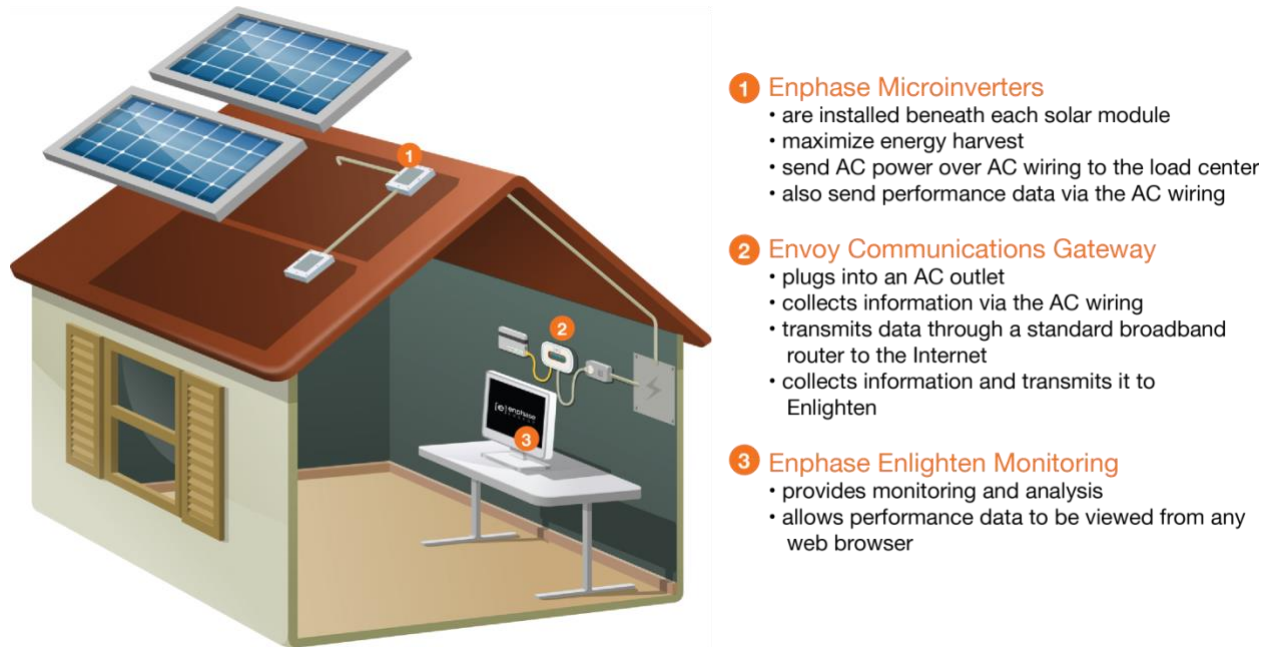 1 Enphase Microinverters
• are installed beneath each solar module
• maximize energy harvest
• send AC power over AC wiring to the load center
• also send performance data via the AC wiring
2 Envoy Communications Gateway
• plugs into an AC outlet
• collects information via the AC wiring
• transmits data through a standard broadband
router to the Internet
• collects information and transmits it to
Enlighten
3 Enphase Enlighten Monitoring
• provides monitoring and analysis
• allows performance data to be viewed from any
web browser
1
2
[e] enphase
3